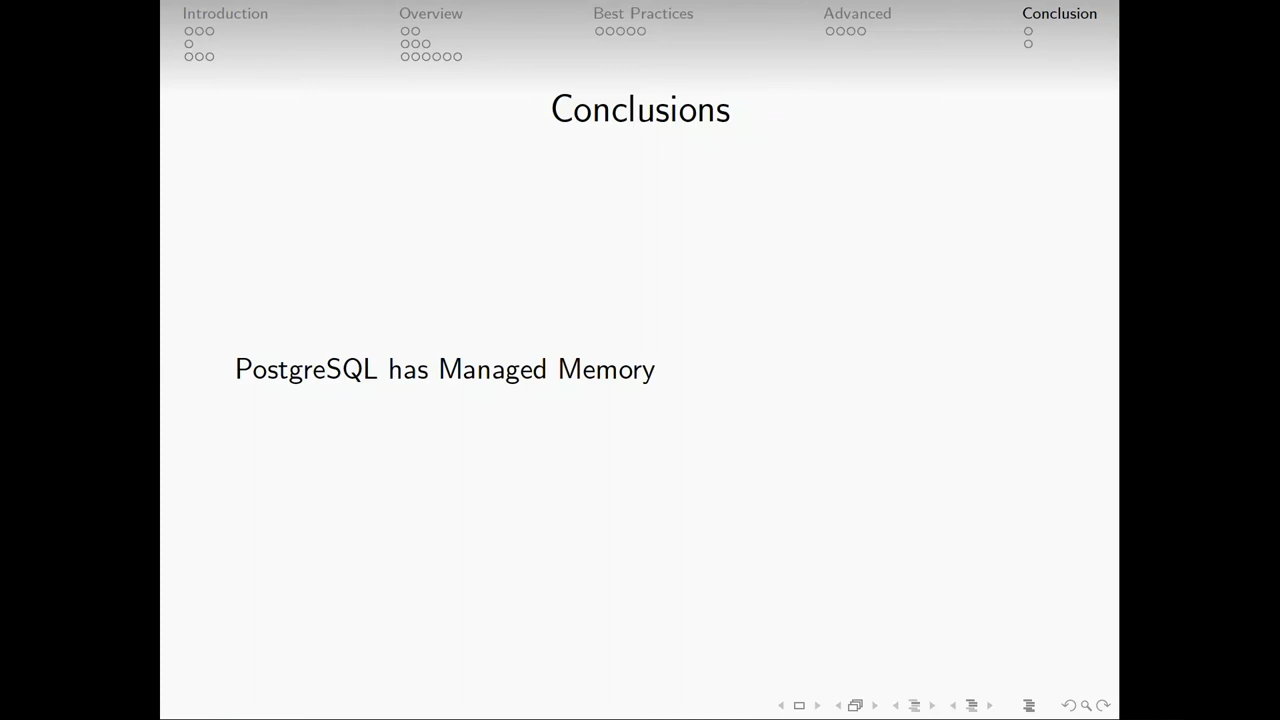 Introduction Overview Best Practices Advanced Conclusion
Conclusions
PostgreSQL has Managed Memory